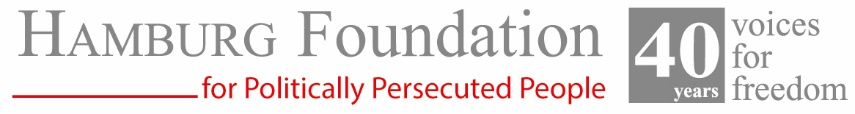 HAMBURG Foundation
for Politically Persecuted People
40 years
voices
for
freedom